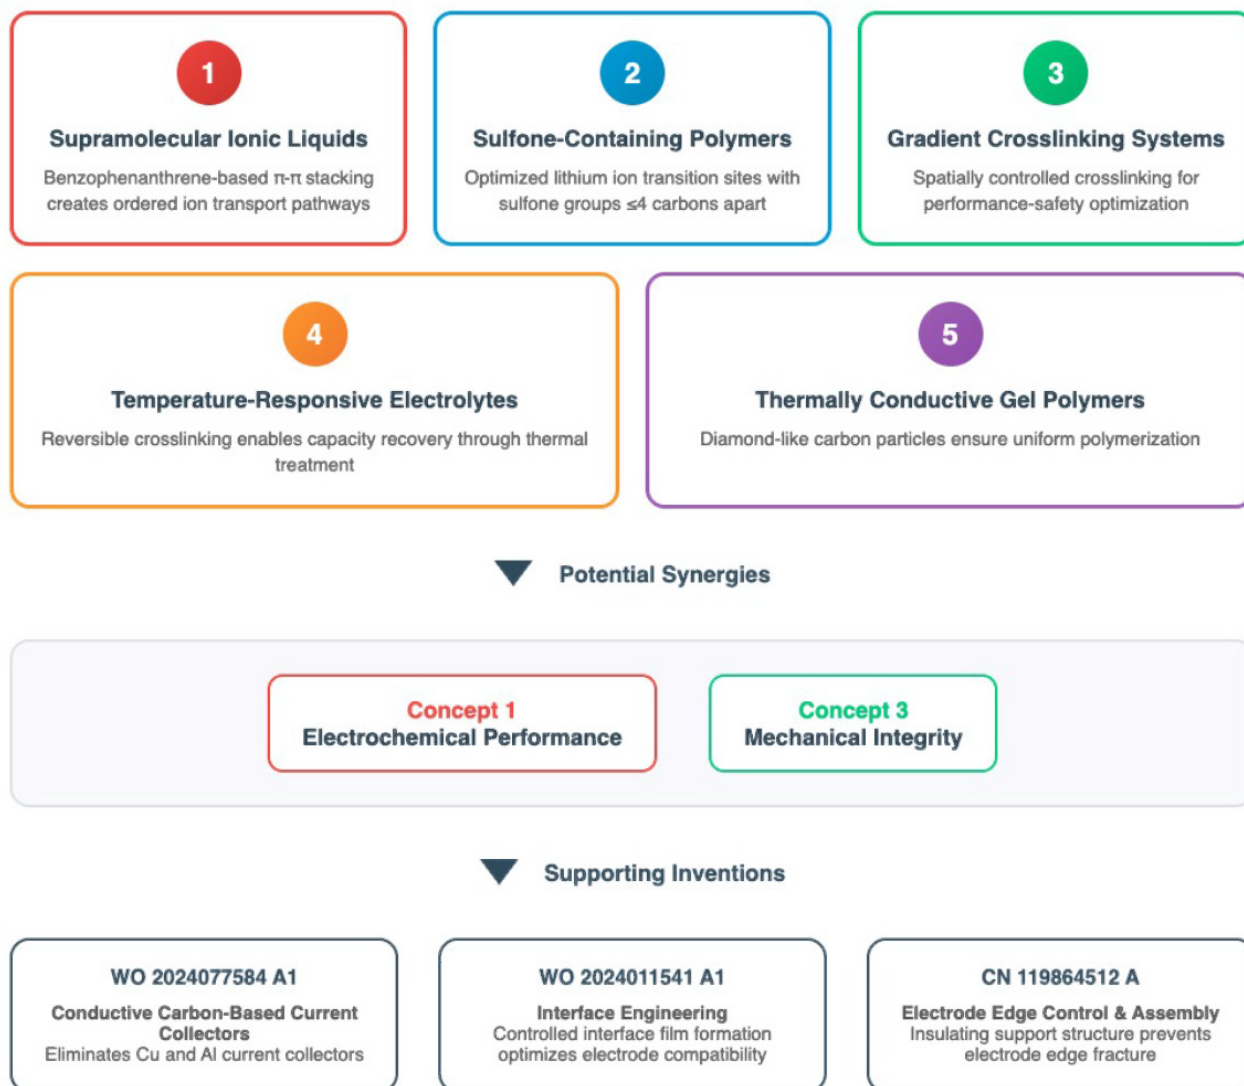 1
Supramolecular Ionic Liquids
Benzophenanthrene-based π-π stacking
creates ordered ion transport pathways
2
Sulfone-Containing Polymers
Optimized lithium ion transition sites with
sulfone groups ≤4 carbons apart
3
Gradient Crosslinking Systems
Spatially controlled crosslinking for
performance-safety optimization
4
Temperature-Responsive Electrolytes
Reversible crosslinking enables capacity recovery through thermal
treatment
5
Thermally Conductive Gel Polymers
Diamond-like carbon particles ensure uniform polymerization
Potential Synergies
Concept 1
Electrochemical Performance
Concept 3
Mechanical Integrity
Supporting Inventions
WO 2024077584 A1
Conductive Carbon-Based Current
Collectors
Eliminates Cu and Al current collectors
WO 2024011541 A1
Interface Engineering
Controlled interface film formation
optimizes electrode compatibility
CN 119864512 A
Electrode Edge Control & Assembly
Insulating support structure prevents
electrode edge fracture